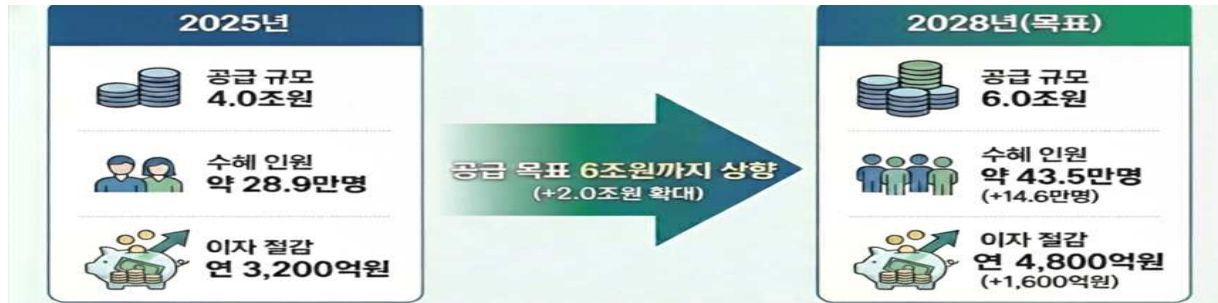 2025년
공급 규모
4.0조원
수혜 인원
약 28.9만명
이자 절감
연 3,200억원
공급 목표 6조원까지 상향
(+2.0조원 확대)
2028년(목표)
공급 규모
6.0조원
수혜 인원
약 43.5만명
(+14.6만명)
이자 절감
연 4,800억원
(+1,600억원)